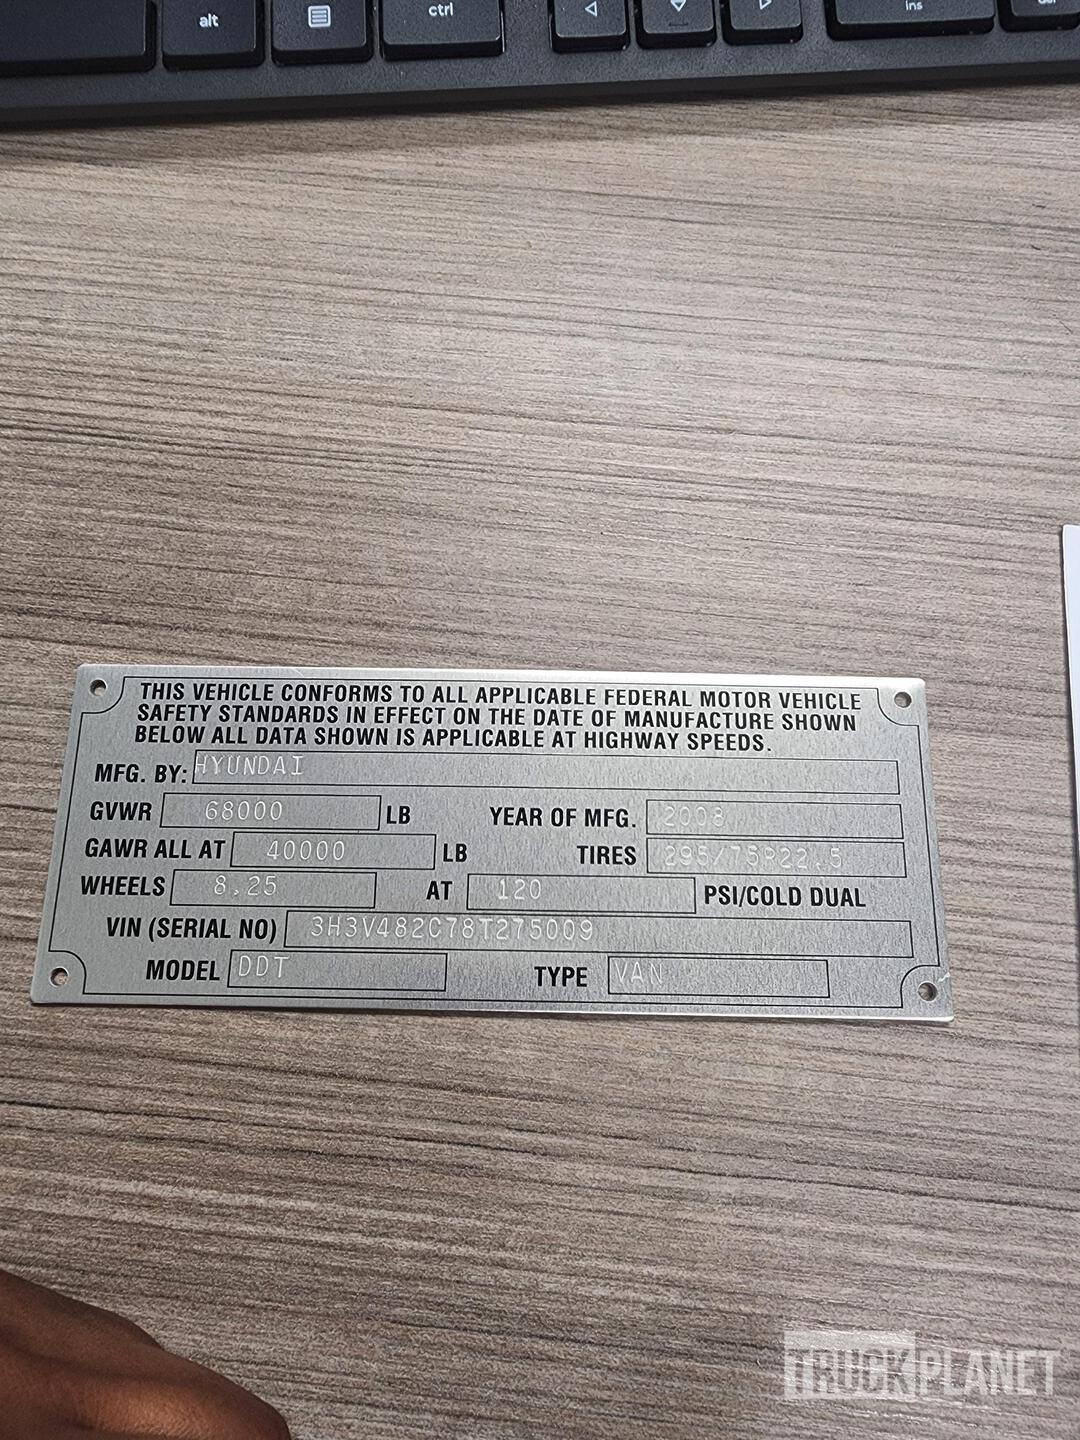 alt
ctrl
ins
THIS VEHICLE CONFORMS TO ALL APPLICABLE FEDERAL MOTOR VEHICLE
SAFETY STANDARDS IN EFFECT ON THE DATE OF MANUFACTURE SHOWN
BELOW ALL DATA SHOWN IS APPLICABLE AT HIGHWAY SPEEDS.
MFG. BY: HYUNDAI
GVWR 68000 LB YEAR OF MFG. 2008
GAWR ALL AT 40000 LB TIRES 295/75R22.5
WHEELS 8.25 AT 120 PSI/COLD DUAL
VIN (SERIAL NO) 3H3V482C78T275009
MODEL DDT TYPE VAN
TRUCKPLANET